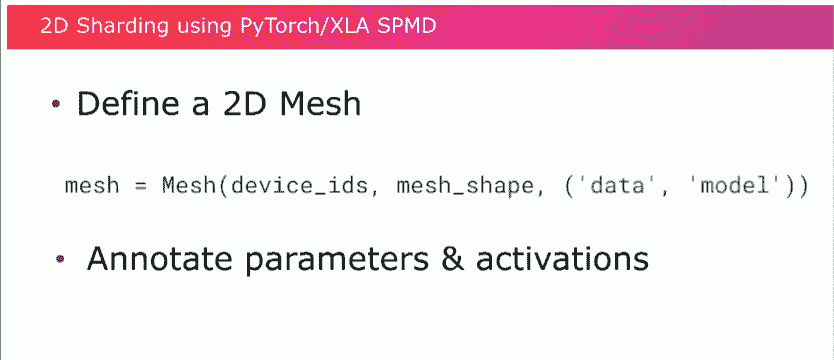 2D Sharding using PyTorch/XLA SPMD
• Define a 2D Mesh
mesh = Mesh(device_ids, mesh_shape, ('data', 'model'))
• Annotate parameters & activations